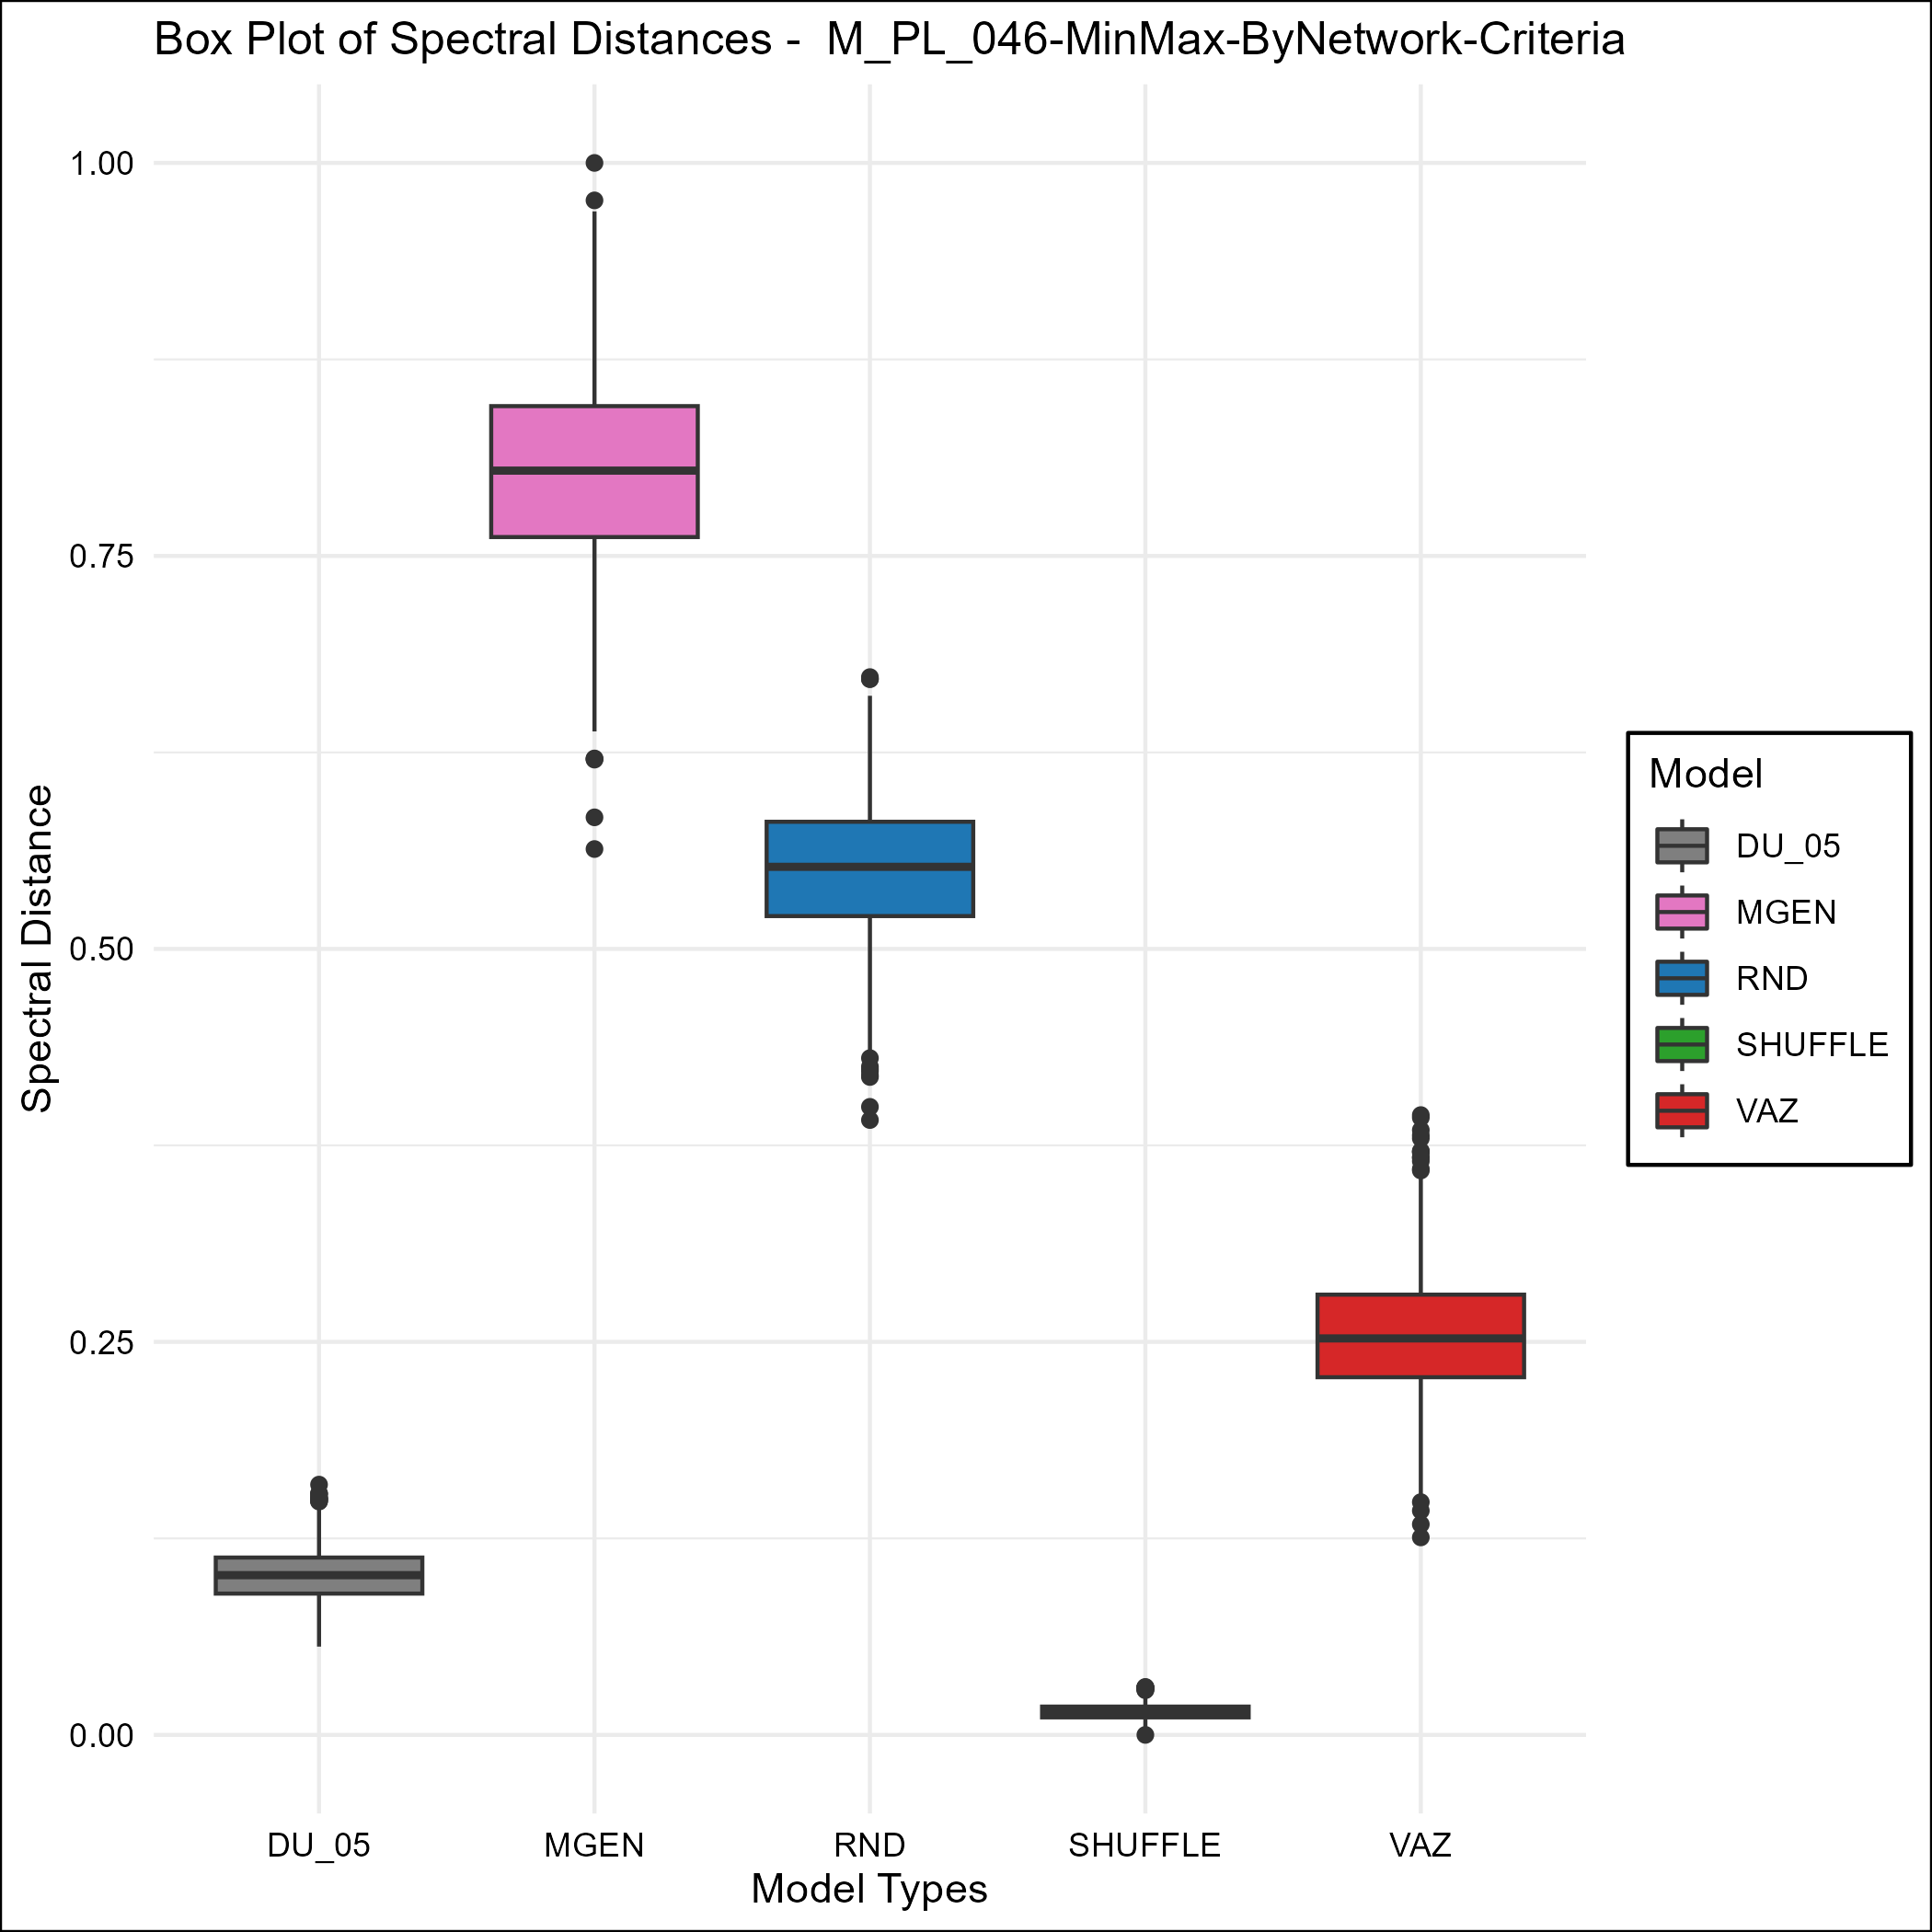 Box Plot of Spectral Distances -  M_PL_046-MinMax-ByNetwork-Criteria
Spectral Distance
1.00
0.75
0.50
0.25
0.00
DU_05
MGEN
RND
SHUFFLE
VAZ
Model Types
Model
DU_05
MGEN
RND
SHUFFLE
VAZ